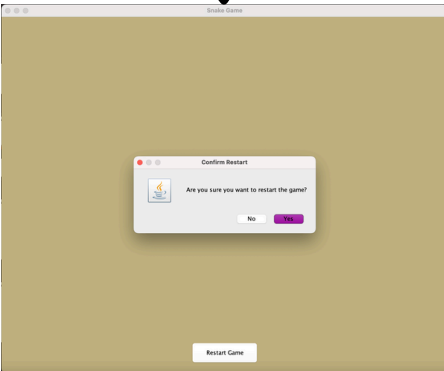 Snake Game
Confirm Restart
Are you sure you want to restart the game?
No
Yes
Restart Game